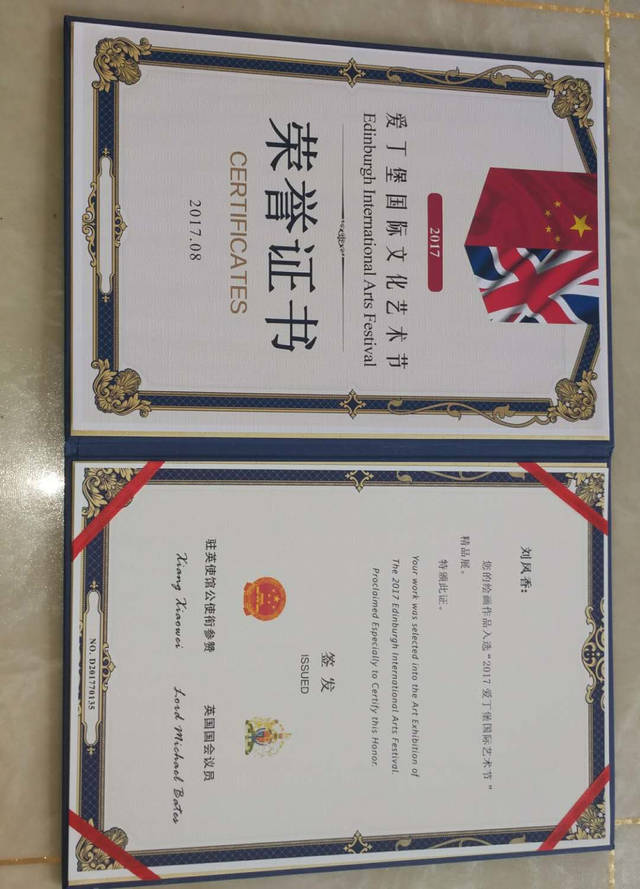 2017
爱丁堡国际文化艺术节
Edinburgh International Arts Festival
荣誉证书
CERTIFICATES
2017.08
刘凤香:
您的绘画作品入选“2017爱丁堡国际艺术节”
精品展。
特颁此证。
Your work was selected into the Art Exhibition of
The 2017 Edinburgh International Arts Festival.
Proclaimed Especially to Certify this Honor.
签发
ISSUED
驻英使馆公使衔参赞 英国国会议员
Xiang Xiaowei Lord Michael Bates
NO. D201770135